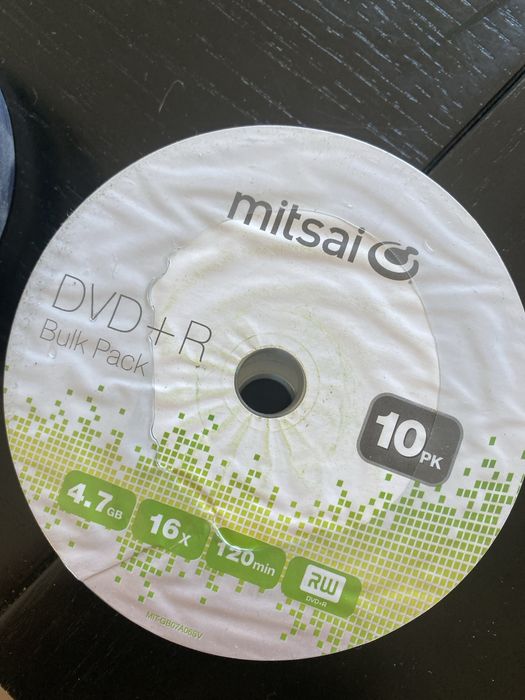 mitsai
DVD+R
Bulk Pack
10PK
4.7GB
16x
120min
RW
DVD+R